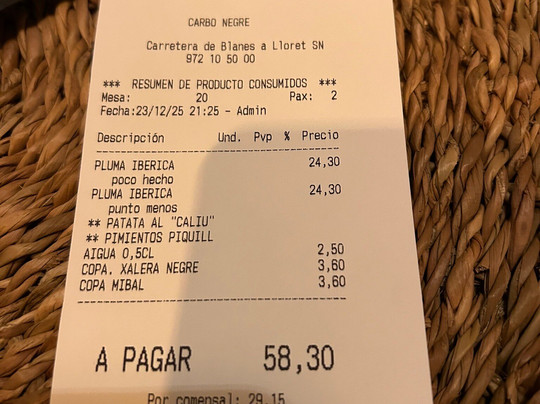 CARBO NEGRE
Carretera de Blanes a Lloret SN
972 10 50 00
*** RESUMEN DE PRODUCTO CONSUMIDOS ***
Mesa: 20 Pax: 2
Fecha:23/12/25 21:25 - Admin
Descripción Und. Pvp % Precio
PLUMA IBERICA 24,30
poco hecho
PLUMA IBERICA 24,30
punto menos
** PATATA AL "CALIU"
** PIMIENTOS PIQUILL
AIGUA 0,5CL 2,50
COPA. XALERA NEGRE 3,60
COPA MIBAL 3,60
A PAGAR 58,30
Por comensal: 29,15